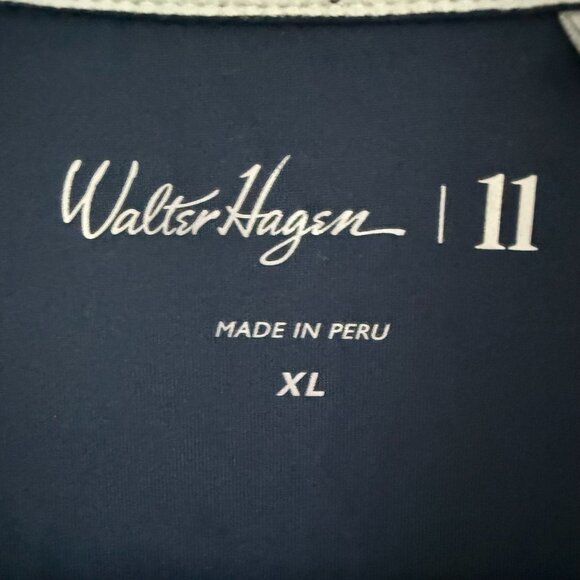 Walter Hagen | 11
MADE IN PERU
XL